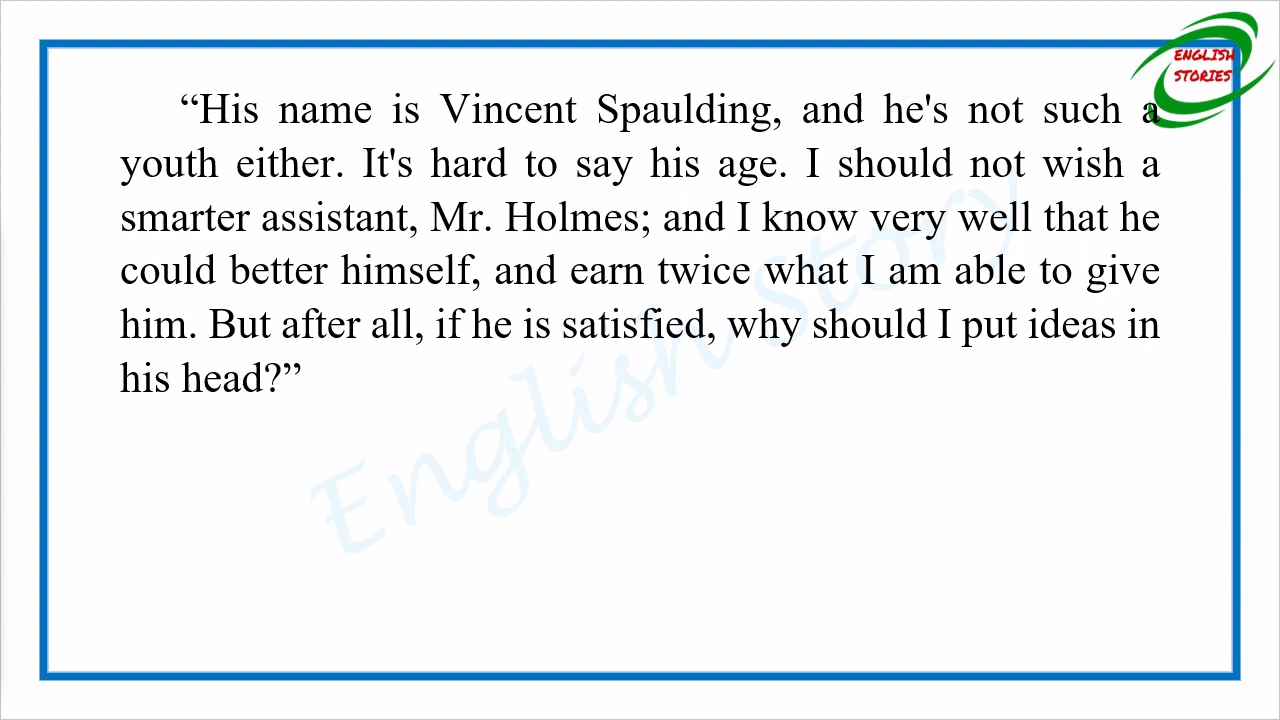 ENGLISH
STORIES
“His name is Vincent Spaulding, and he's not such a
youth either. It's hard to say his age. I should not wish a
smarter assistant, Mr. Holmes; and I know very well that he
could better himself, and earn twice what I am able to give
him. But after all, if he is satisfied, why should I put ideas in
his head?”
English Story